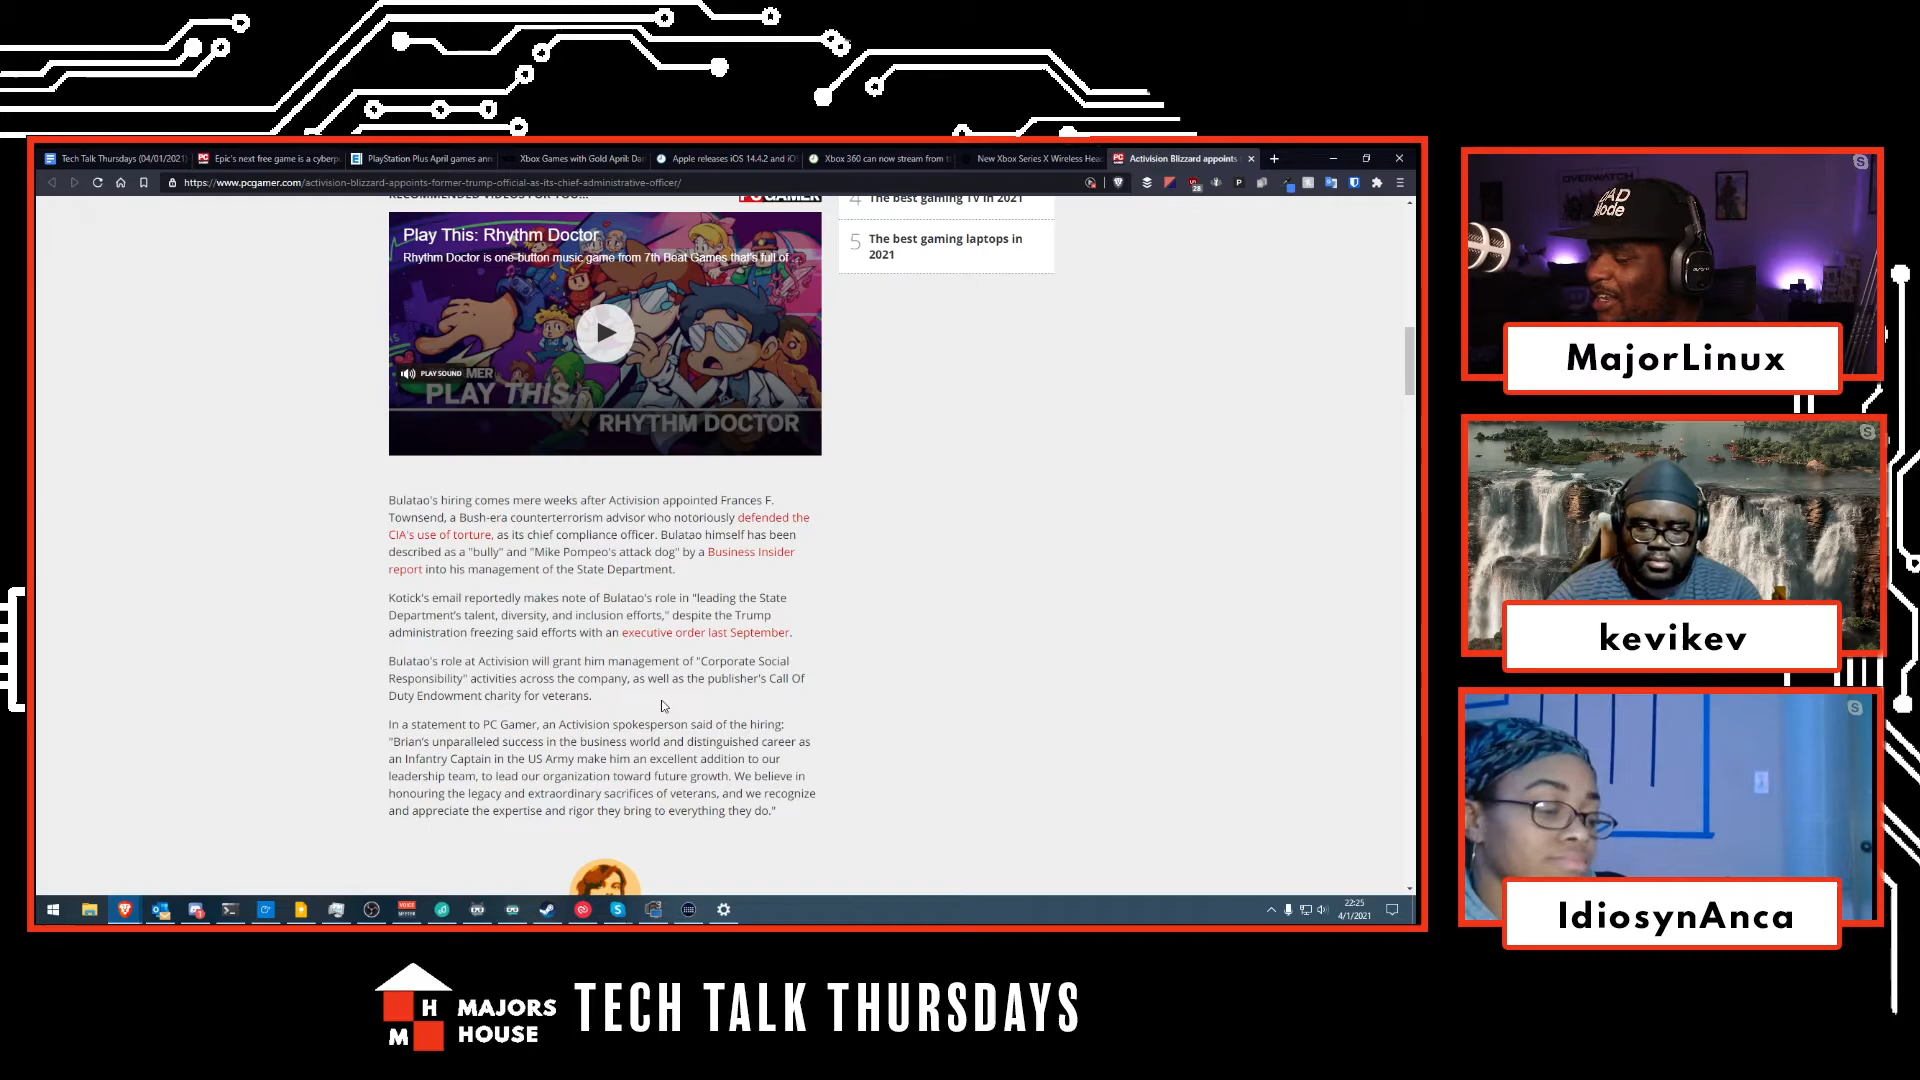 Tech Talk Thursdays (04/01/2021)
Epic's next free game is a cyberp
PlayStation Plus April games ann
Xbox Games with Gold April: Dar
Apple releases iOS 14.4.2 and iO
Xbox 360 can now stream from t
New Xbox Series X Wireless Hea
Activision Blizzard appoints
https://www.pcgamer.com/activision-blizzard-appoints-former-trump-official-as-its-chief-administrative-officer/
RECOMMENDED VIDEOS FOR YOU...
PC GAMER
Play This: Rhythm Doctor
Rhythm Doctor is one-button music game from 7th Beat Games that's full of
PLAY SOUND
MER
PLAY THIS
RHYTHM DOCTOR
4 The best gaming TV in 2021
5 The best gaming laptops in
2021
Bulatao's hiring comes mere weeks after Activision appointed Frances F.
Townsend, a Bush-era counterterrorism advisor who notoriously defended the
CIA's use of torture, as its chief compliance officer. Bulatao himself has been
described as a "bully" and "Mike Pompeo's attack dog" by a Business Insider
report into his management of the State Department.
Kotick's email reportedly makes note of Bulatao's role in "leading the State
Department's talent, diversity, and inclusion efforts," despite the Trump
administration freezing said efforts with an executive order last September.
Bulatao's role at Activision will grant him management of "Corporate Social
Responsibility" activities across the company, as well as the publisher's Call Of
Duty Endowment charity for veterans.
In a statement to PC Gamer, an Activision spokesperson said of the hiring:
"Brian's unparalleled success in the business world and distinguished career as
an Infantry Captain in the US Army make him an excellent addition to our
leadership team, to lead our organization toward future growth. We believe in
honouring the legacy and extraordinary sacrifices of veterans, and we recognize
and appreciate the expertise and rigor they bring to everything they do."
22:25
4/1/2021
OVERWATCH
DAD
Mode
MajorLinux
kevikev
IdiosynAnca
H
M
MAJORS
HOUSE
TECH TALK THURSDAYS